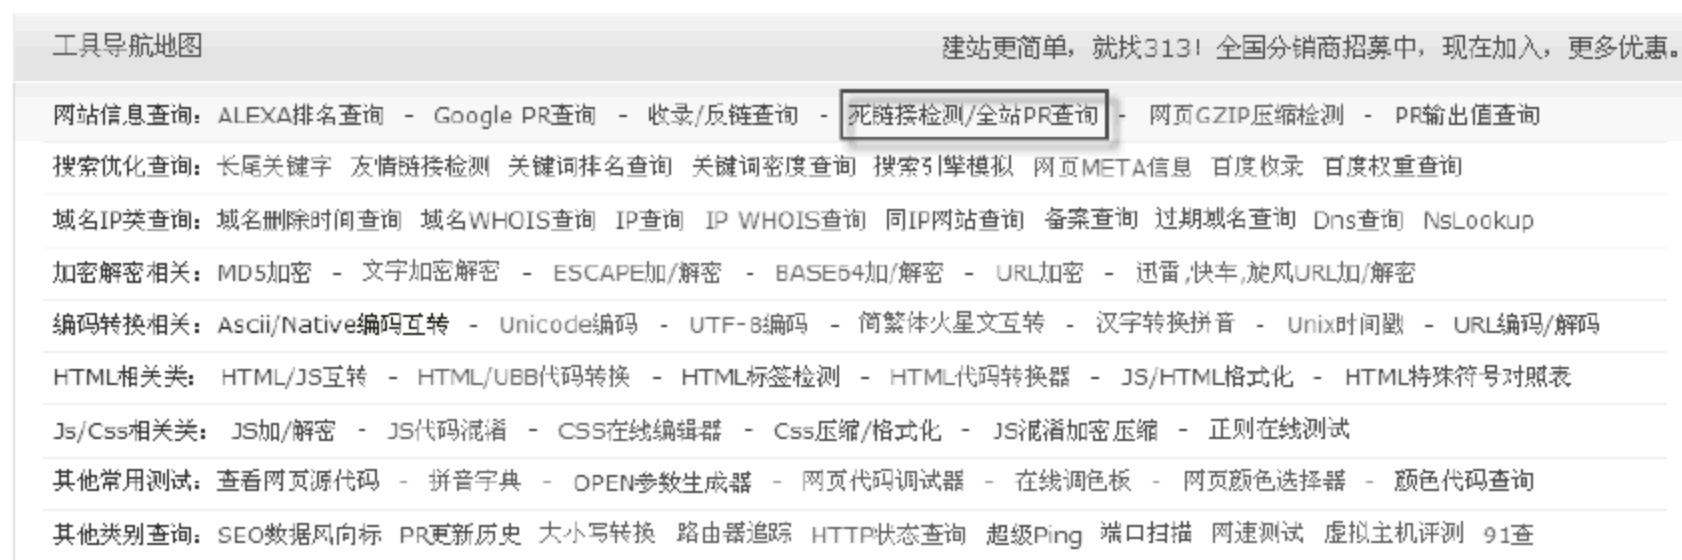 工具导航地图 建站更简单，就找313！全国分销商招募中，现在加入，更多优惠。
网站信息查询：ALEXA排名查询 - Google PR查询 - 收录/反链查询 - 死链接检测/全站PR查询 - 网页GZIP压缩检测 - PR输出值查询
搜索优化查询：长尾关键字 友情链接检测 关键词排名查询 关键词密度查询 搜索引擎模拟 网页META信息 百度收录 百度权重查询
域名IP类查询：域名删除时间查询 域名WHOIS查询 IP查询 IP WHOIS查询 同IP网站查询 备案查询 过期域名查询 Dns查询 NsLookup
加密解密相关：MD5加密 - 文字加密解密 - ESCAPE加/解密 - BASE64加/解密 - URL加密 - 迅雷,快车,旋风URL加/解密
编码转换相关：Ascii/Native编码互转 - Unicode编码 - UTF-8编码 - 简繁体火星文互转 - 汉字转换拼音 - Unix时间戳 - URL编码/解码
HTML相关类：HTML/JS互转 - HTML/UBB代码转换 - HTML标签检测 - HTML代码转换器 - JS/HTML格式化 - HTML特殊符号对照表
Js/Css相关类：JS加/解密 - JS代码混淆 - CSS在线编辑器 - Css压缩/格式化 - JS混淆加密压缩 - 正则在线测试
其他常用测试：查看网页源代码 - 拼音字典 - OPEN参数生成器 - 网页代码调试器 - 在线调色板 - 网页颜色选择器 - 颜色代码查询
其他类别查询：SEO数据风向标 PR更新历史 大小写转换 路由器追踪 HTTP状态查询 超级Ping 端口扫描 网速测试 虚拟主机评测 91查